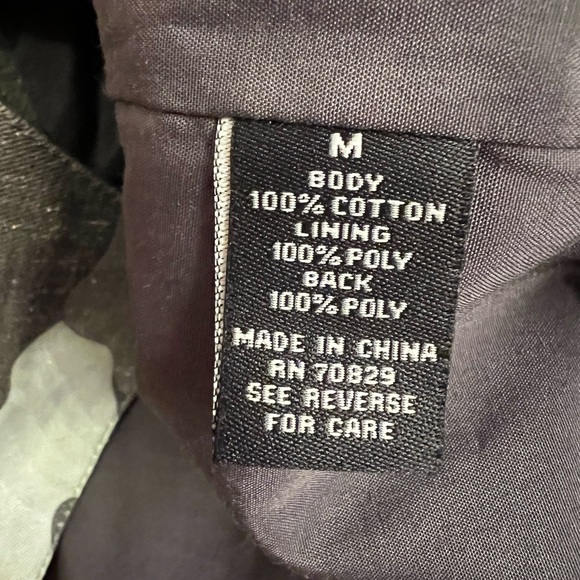 M
BODY
100% COTTON
LINING
100% POLY
BACK
100% POLY
MADE IN CHINA
RN 70829
SEE REVERSE
FOR CARE